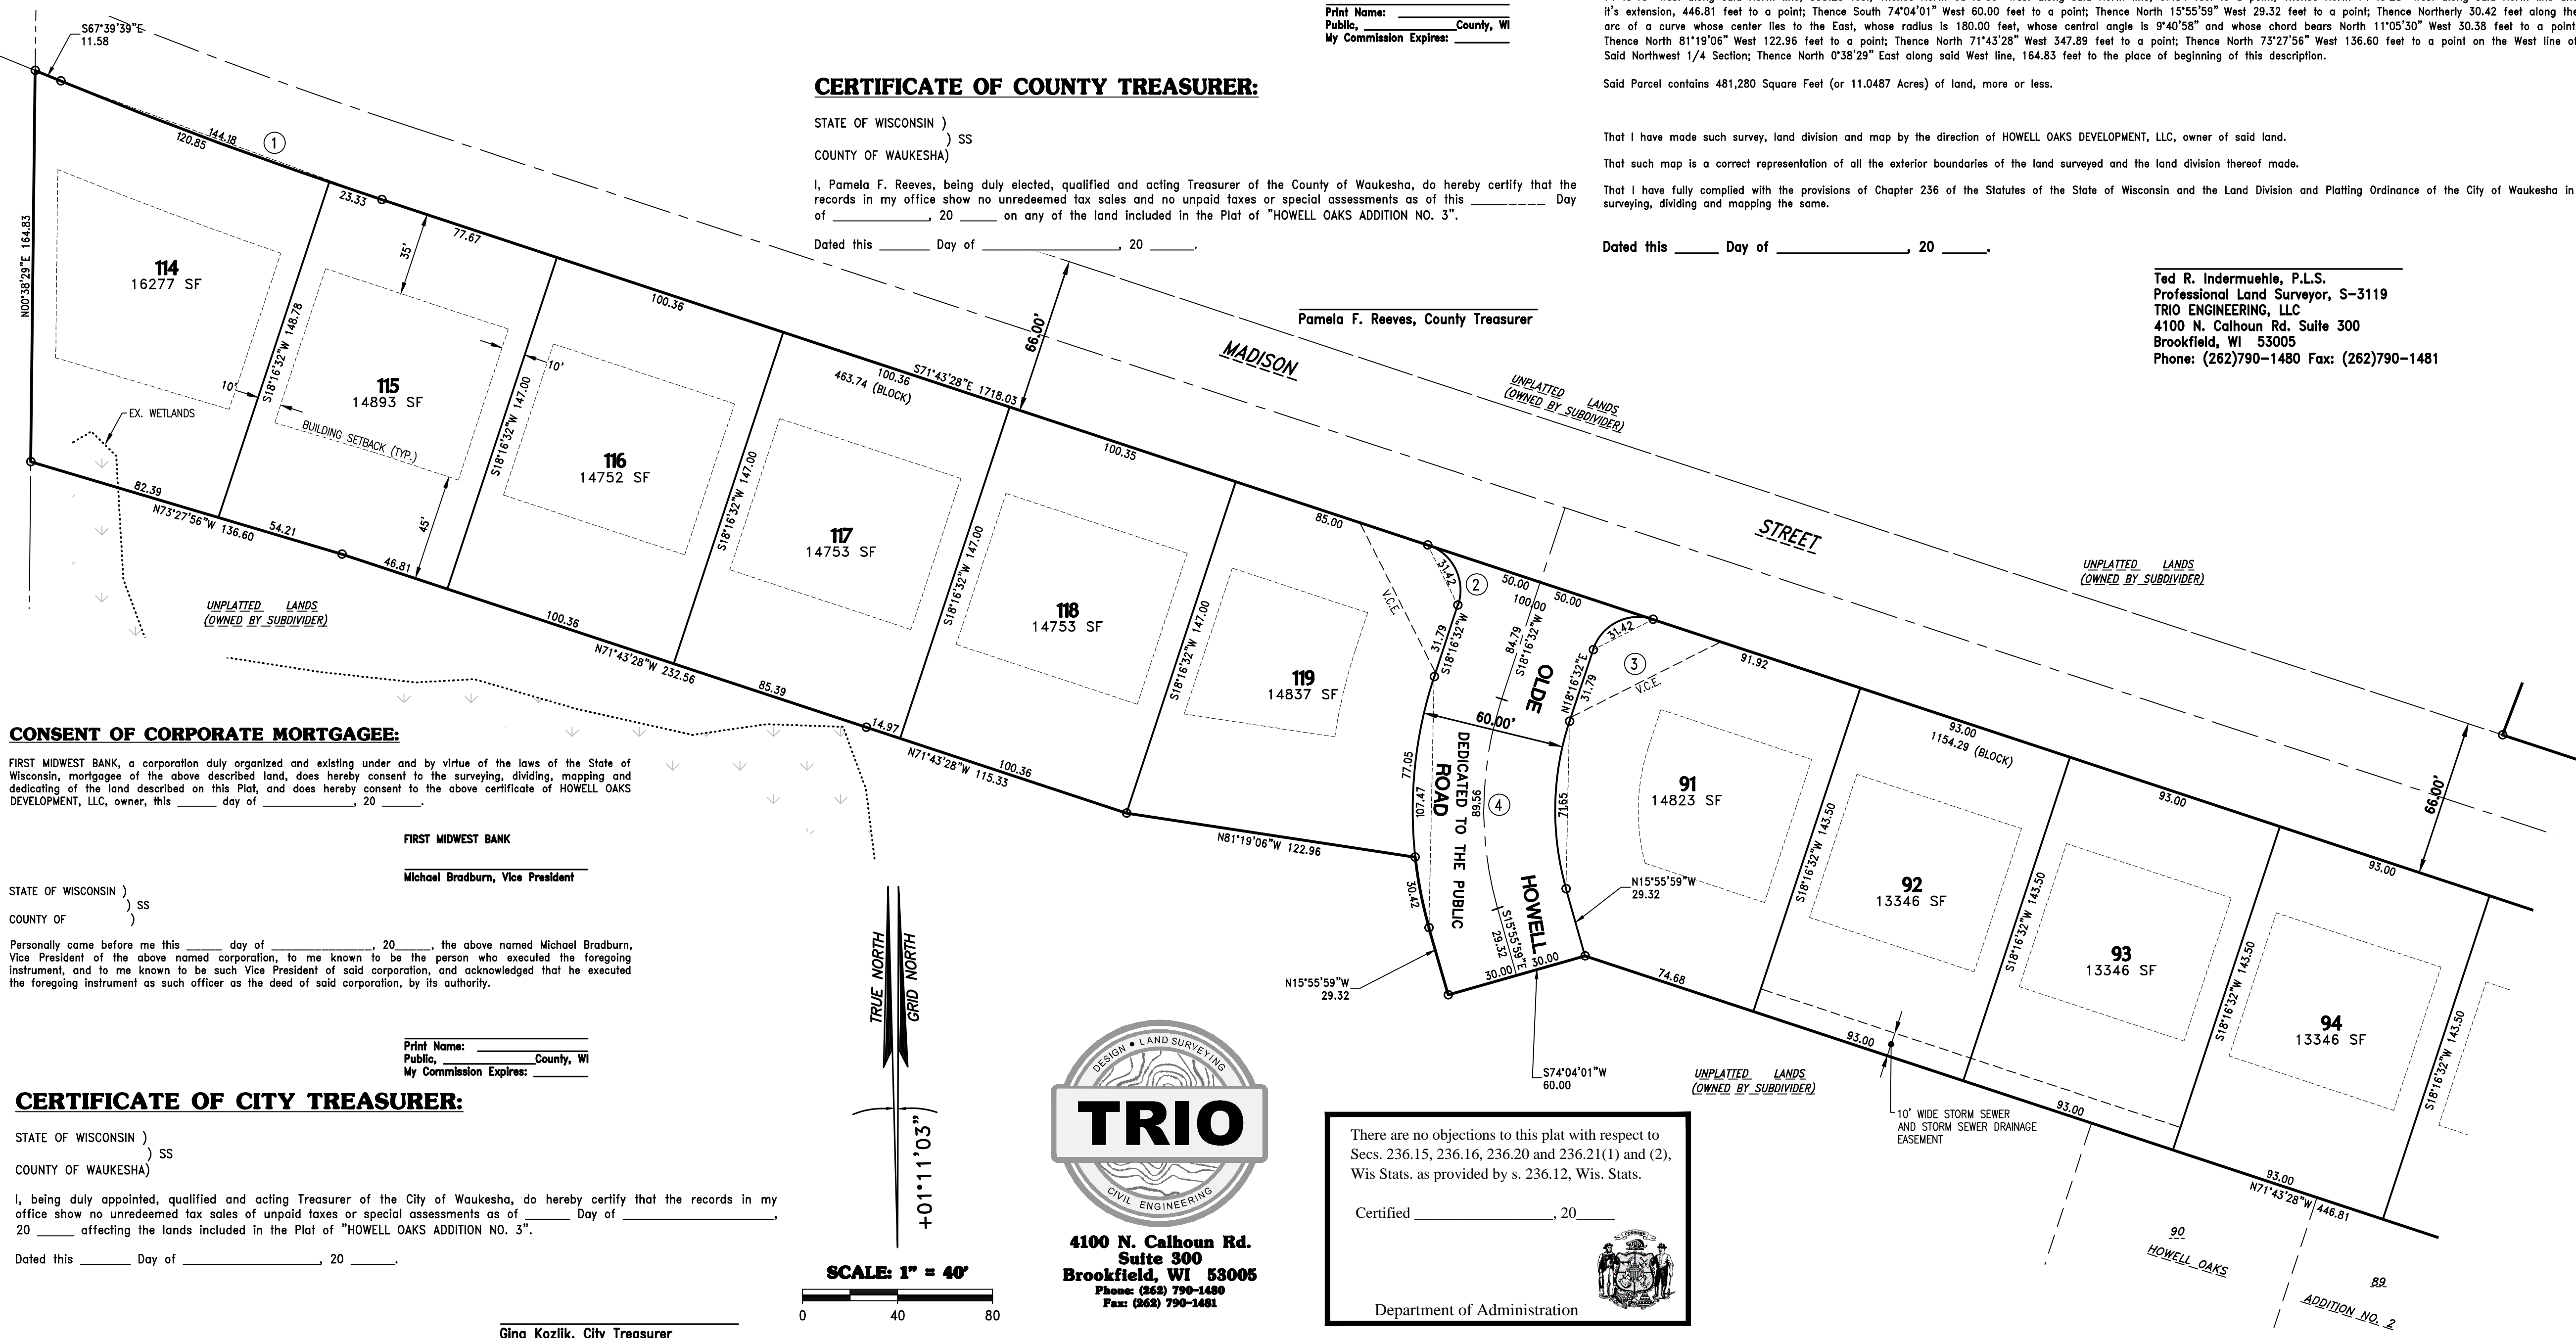 S67°39'39"E
11.58
144.18
120.85
1
23.33
77.67
35'
N00°38'29"E 164.83
114
16277 SF
S18°16'32"W 148.78
115
14893 SF
10'
10'
BUILDING SETBACK (TYP.)
EX. WETLANDS
82.39
N73°27'56"W 136.60
54.21
46.81
45'
S18°16'32"W 147.00
100.36
116
14752 SF
100.36
N71°43'28"W 232.56
UNPLATTED LANDS
(OWNED BY SUBDIVIDER)
S18°16'32"W 147.00
100.36
S71°43'28"E 1718.03
463.74 (BLOCK)
117
14753 SF
85.39
14.97
S18°16'32"W 147.00
66.00'
100.35
118
14753 SF
N71°43'28"W 115.33
100.36
S18°16'32"W 147.00
85.00
V.C.E.
119
14837 SF
N81°19'06"W 122.96
31.42
2
31.79
S18°16'32"W
77.05
107.47
30.42
N15°55'59"W
29.32
50.00
50.00
100.00
84.79
S18°16'32"W
OLDE
HOWELL
ROAD
DEDICATED TO THE PUBLIC
60.00'
89.56
4
S15°55'59"E
29.32
30.00
30.00
S74°04'01"W
60.00
31.42
3
N18°16'32"E
31.79
V.C.E.
71.65
N15°55'59"W
29.32
91.92
91
14823 SF
74.68
S18°16'32"W 143.50
93.00
1154.29 (BLOCK)
92
13346 SF
93.00
S18°16'32"W 143.50
93.00
93
13346 SF
93.00
S18°16'32"W 143.50
93.00
94
13346 SF
93.00
N71°43'28"W 446.81
S18°16'32"W 143.50
66.00'
MADISON
STREET
UNPLATTED LANDS
(OWNED BY SUBDIVIDER)
UNPLATTED LANDS
(OWNED BY SUBDIVIDER)
UNPLATTED LANDS
(OWNED BY SUBDIVIDER)
10' WIDE STORM SEWER
AND STORM SEWER DRAINAGE
EASEMENT
90
HOWELL OAKS
89
ADDITION NO. 2
Print Name: ____
Public, ____County, WI
My Commission Expires: ____
CERTIFICATE OF COUNTY TREASURER:
STATE OF WISCONSIN )
) SS
COUNTY OF WAUKESHA)
I, Pamela F. Reeves, being duly elected, qualified and acting Treasurer of the County of Waukesha, do hereby certify that the
records in my office show no unredeemed tax sales and no unpaid taxes or special assessments as of this ____ Day
of ____, 20 ____ on any of the land included in the Plat of "HOWELL OAKS ADDITION NO. 3".
Dated this ____ Day of ____, 20 ____.
Pamela F. Reeves, County Treasurer
it's extension, 446.81 feet to a point; Thence South 74°04'01" West 60.00 feet to a point; Thence North 15°55'59" West 29.32 feet to a point; Thence Northerly 30.42 feet along the
arc of a curve whose center lies to the East, whose radius is 180.00 feet, whose central angle is 9°40'58" and whose chord bears North 11°05'30" West 30.38 feet to a point;
Thence North 81°19'06" West 122.96 feet to a point; Thence North 71°43'28" West 347.89 feet to a point; Thence North 73°27'56" West 136.60 feet to a point on the West line of
Said Northwest 1/4 Section; Thence North 0°38'29" East along said West line, 164.83 feet to the place of beginning of this description.
Said Parcel contains 481,280 Square Feet (or 11.0487 Acres) of land, more or less.
That I have made such survey, land division and map by the direction of HOWELL OAKS DEVELOPMENT, LLC, owner of said land.
That such map is a correct representation of all the exterior boundaries of the land surveyed and the land division thereof made.
That I have fully complied with the provisions of Chapter 236 of the Statutes of the State of Wisconsin and the Land Division and Platting Ordinance of the City of Waukesha in
surveying, dividing and mapping the same.
Dated this ____ Day of ____, 20 ____.
Ted R. Indermuehle, P.L.S.
Professional Land Surveyor, S-3119
TRIO ENGINEERING, LLC
4100 N. Calhoun Rd. Suite 300
Brookfield, WI 53005
Phone: (262)790-1480 Fax: (262)790-1481
CONSENT OF CORPORATE MORTGAGEE:
FIRST MIDWEST BANK, a corporation duly organized and existing under and by virtue of the laws of the State of
Wisconsin, mortgagee of the above described land, does hereby consent to the surveying, dividing, mapping and
dedicating of the land described on this Plat, and does hereby consent to the above certificate of HOWELL OAKS
DEVELOPMENT, LLC, owner, this ____ day of ____, 20 ____.
FIRST MIDWEST BANK
Michael Bradburn, Vice President
STATE OF WISCONSIN )
) SS
COUNTY OF )
Personally came before me this ____ day of ____, 20____, the above named Michael Bradburn,
Vice President of the above named corporation, to me known to be the person who executed the foregoing
instrument, and to me known to be such Vice President of said corporation, and acknowledged that he executed
the foregoing instrument as such officer as the deed of said corporation, by its authority.
Print Name: ____
Public, ____County, WI
My Commission Expires: ____
CERTIFICATE OF CITY TREASURER:
STATE OF WISCONSIN )
) SS
COUNTY OF WAUKESHA)
I, being duly appointed, qualified and acting Treasurer of the City of Waukesha, do hereby certify that the records in my
office show no unredeemed tax sales of unpaid taxes or special assessments as of ____ Day of ____,
20 ____ affecting the lands included in the Plat of "HOWELL OAKS ADDITION NO. 3".
Dated this ____ Day of ____, 20 ____.
Gina Kozlik, City Treasurer
TRUE NORTH
GRID NORTH
+01°11'03"
SCALE: 1" = 40'
0 40 80
DESIGN • LAND SURVEYING
TRIO
CIVIL ENGINEERING
4100 N. Calhoun Rd.
Suite 300
Brookfield, WI 53005
Phone: (262) 790-1480
Fax: (262) 790-1481
There are no objections to this plat with respect to
Secs. 236.15, 236.16, 236.20 and 236.21(1) and (2),
Wis Stats. as provided by s. 236.12, Wis. Stats.
Certified ____, 20____
Department of Administration